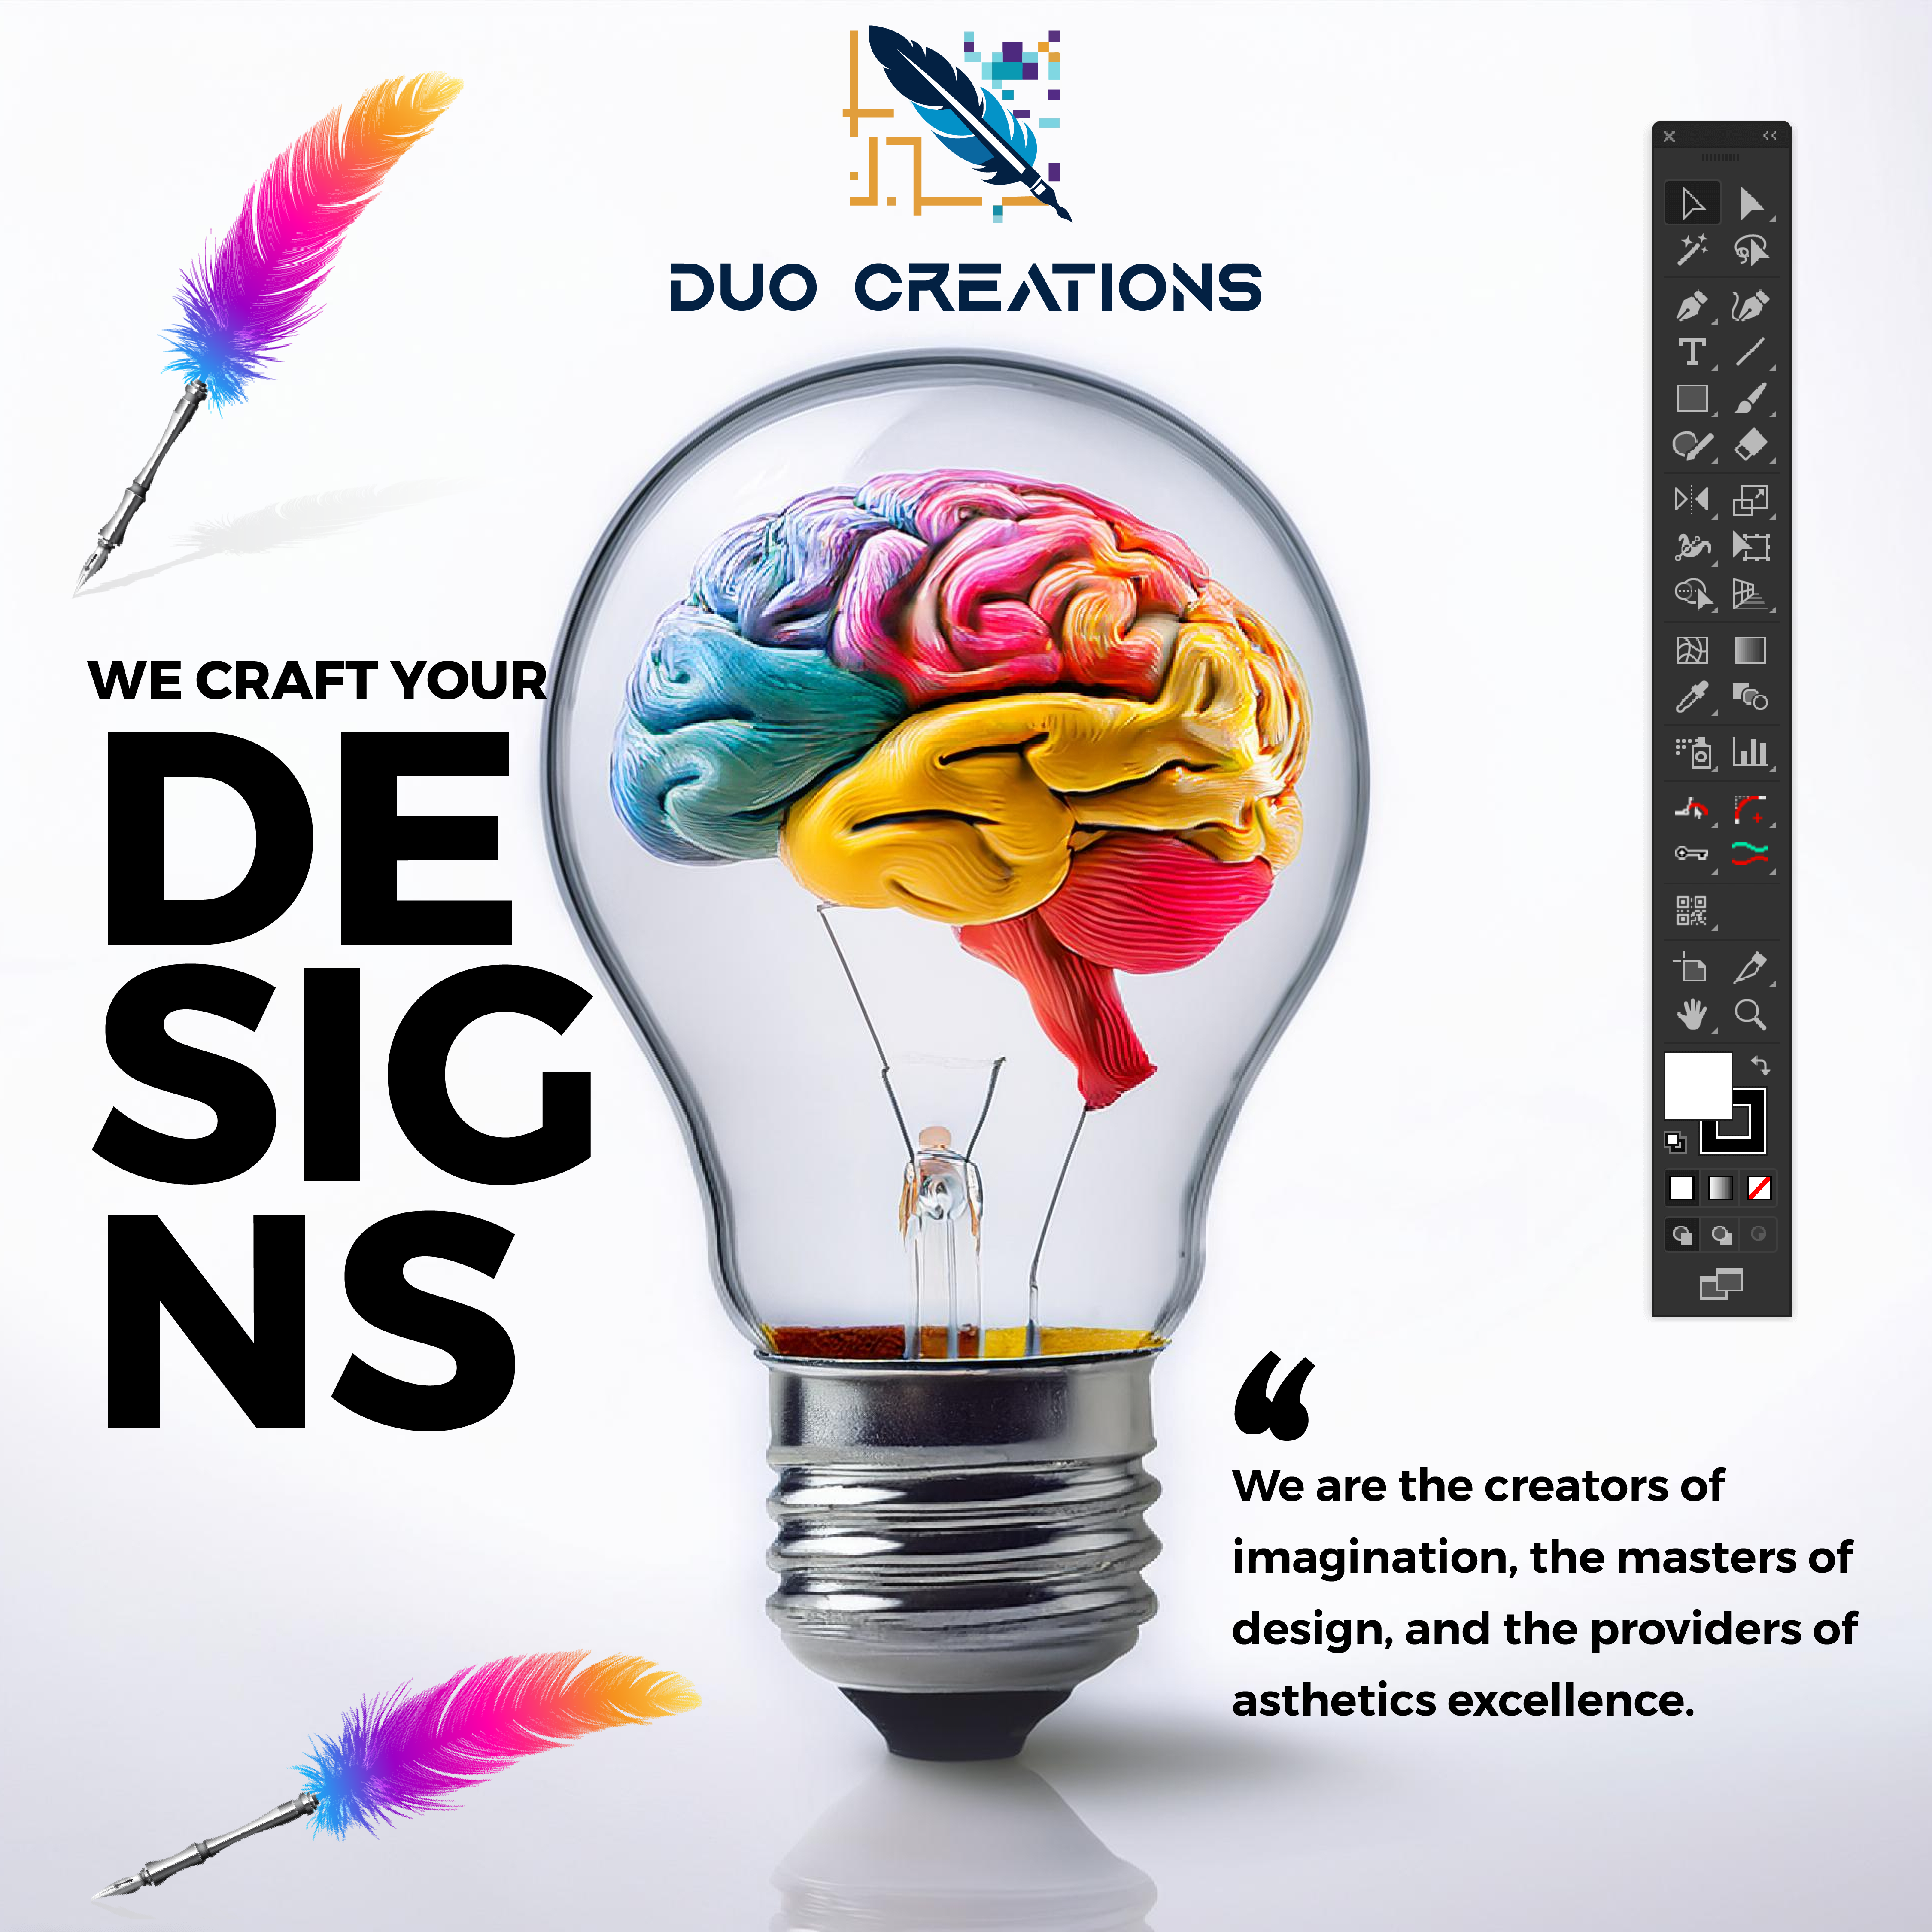 DUO CREATIONS
WE CRAFT YOUR
DE
SIG
NS
“
We are the creators of
imagination, the masters of
design, and the providers of
asthetics excellence.